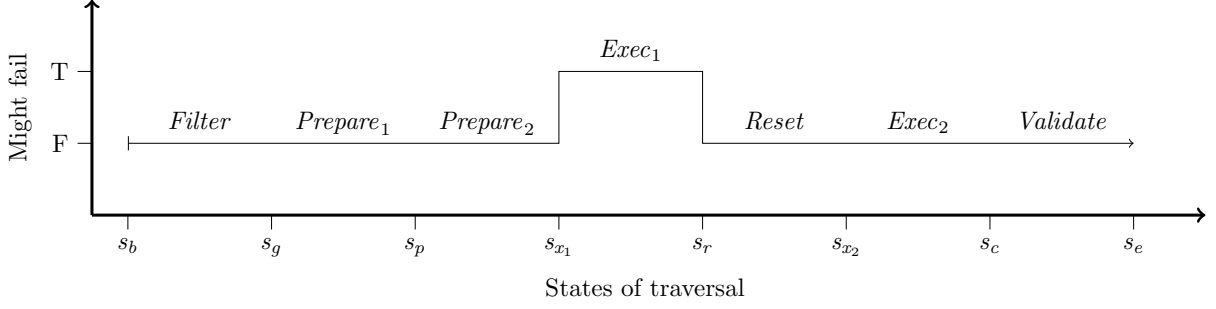 Might fail
T
F
Exec₁
Filter Prepare₁ Prepare₂ Reset Exec₂ Validate
s_b s_g s_p s_{x₁} s_r s_{x₂} s_c s_e
States of traversal